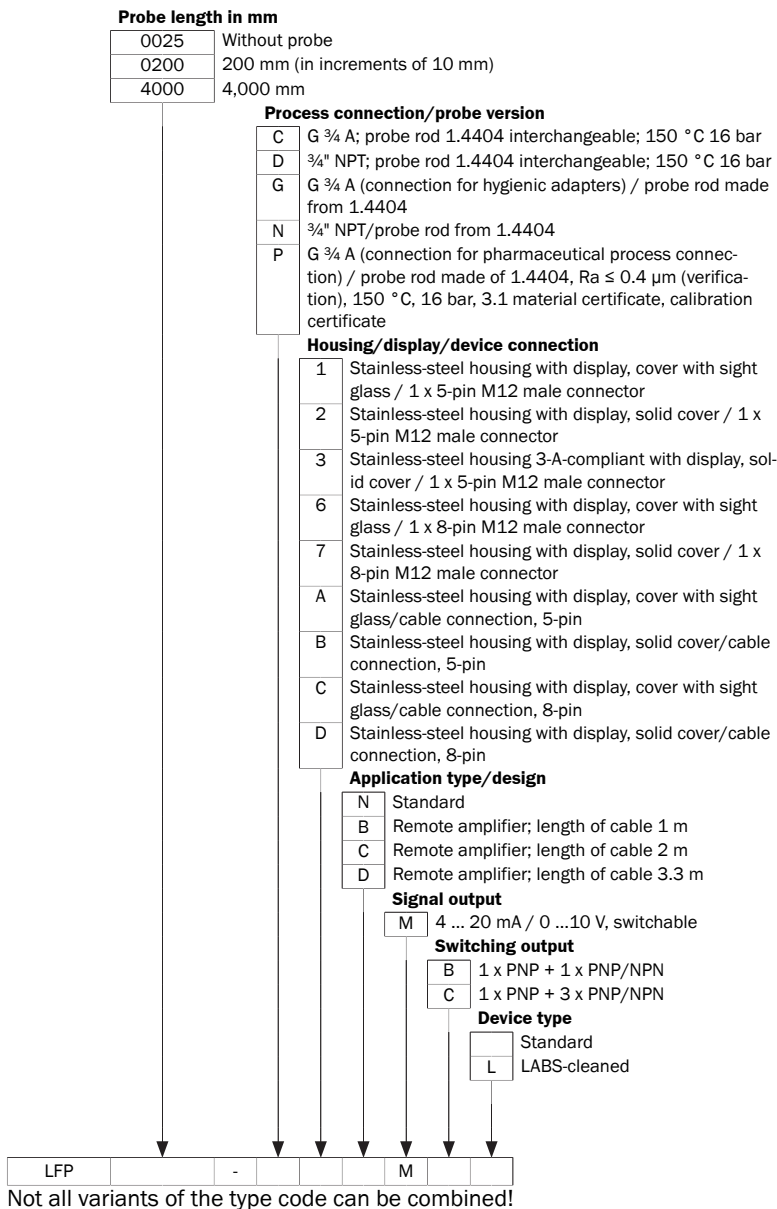 Probe length in mm
0025 Without probe
0200 200 mm (in increments of 10 mm)
4000 4,000 mm
Process connection/probe version
C G ¾ A; probe rod 1.4404 interchangeable; 150 °C 16 bar
D ¾" NPT; probe rod 1.4404 interchangeable; 150 °C 16 bar
G G ¾ A (connection for hygienic adapters) / probe rod made
from 1.4404
N ¾" NPT/probe rod from 1.4404
P G ¾ A (connection for pharmaceutical process connec-
tion) / probe rod made of 1.4404, Ra ≤ 0.4 µm (verifica-
tion), 150 °C, 16 bar, 3.1 material certificate, calibration
certificate
Housing/display/device connection
1 Stainless-steel housing with display, cover with sight
glass / 1 x 5-pin M12 male connector
2 Stainless-steel housing with display, solid cover / 1 x
5-pin M12 male connector
3 Stainless-steel housing 3-A-compliant with display, sol-
id cover / 1 x 5-pin M12 male connector
6 Stainless-steel housing with display, cover with sight
glass / 1 x 8-pin M12 male connector
7 Stainless-steel housing with display, solid cover / 1 x
8-pin M12 male connector
A Stainless-steel housing with display, cover with sight
glass/cable connection, 5-pin
B Stainless-steel housing with display, solid cover/cable
connection, 5-pin
C Stainless-steel housing with display, cover with sight
glass/cable connection, 8-pin
D Stainless-steel housing with display, solid cover/cable
connection, 8-pin
Application type/design
N Standard
B Remote amplifier; length of cable 1 m
C Remote amplifier; length of cable 2 m
D Remote amplifier; length of cable 3.3 m
Signal output
M 4 ... 20 mA / 0 ...10 V, switchable
Switching output
B 1 x PNP + 1 x PNP/NPN
C 1 x PNP + 3 x PNP/NPN
Device type
Standard
L LABS-cleaned
LFP - M
Not all variants of the type code can be combined!